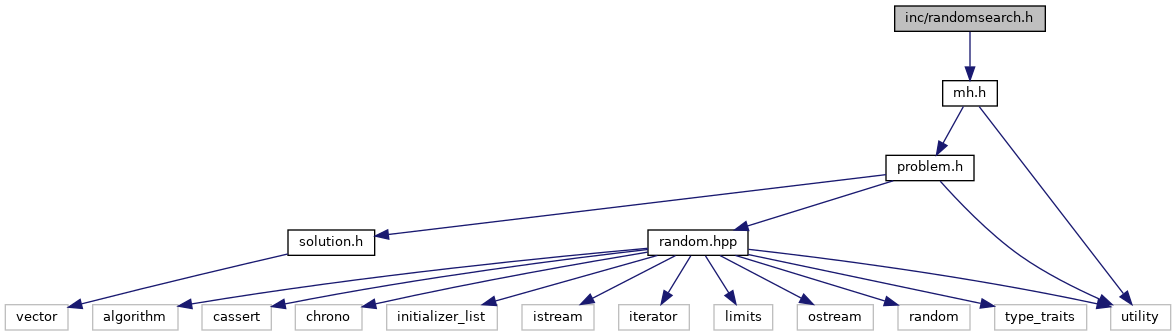 inc/randomsearch.h
mh.h
problem.h
solution.h
random.hpp
vector
algorithm
cassert
chrono
initializer_list
istream
iterator
limits
ostream
random
type_traits
utility